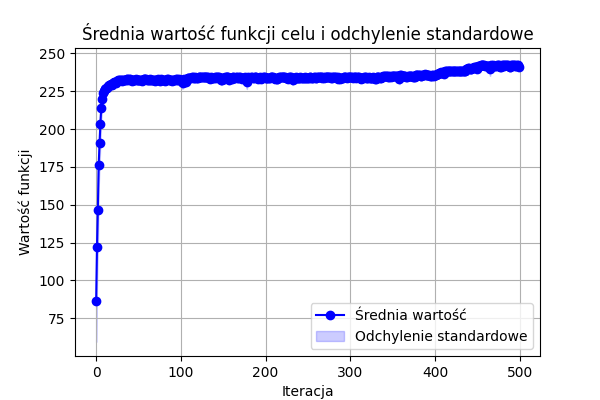 Średnia wartość funkcji celu i odchylenie standardowe
Wartość funkcji
250
225
200
175
150
125
100
75
0 100 200 300 400 500
Iteracja
Średnia wartość
Odchylenie standardowe